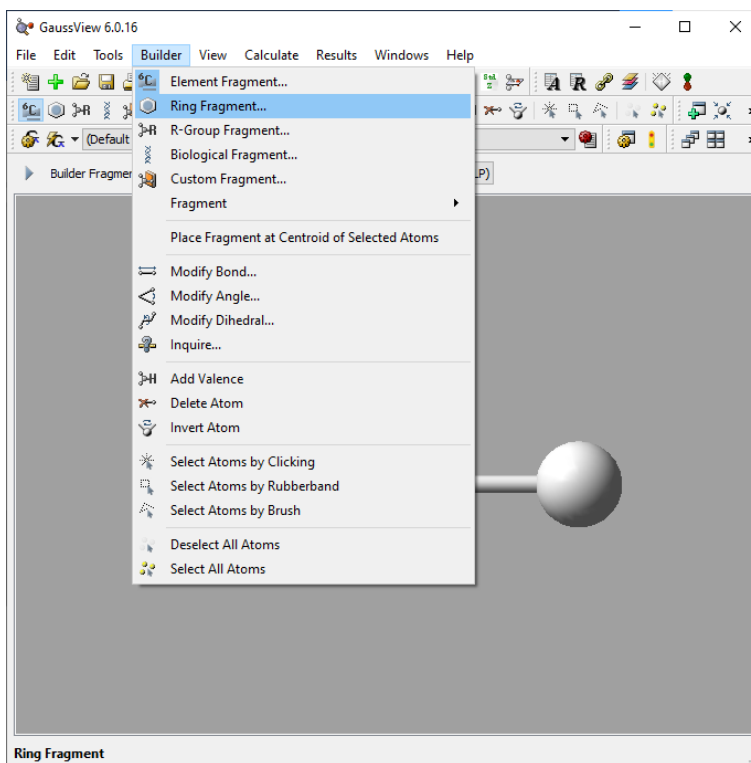 GaussView 6.0.16
File Edit Tools Builder View Calculate Results Windows Help
Element Fragment...
Ring Fragment...
R-Group Fragment...
(Default
Biological Fragment...
Builder Fragmen
Custom Fragment...
LP)
Fragment
Place Fragment at Centroid of Selected Atoms
Modify Bond...
Modify Angle...
Modify Dihedral...
Inquire...
Add Valence
Delete Atom
Invert Atom
Select Atoms by Clicking
Select Atoms by Rubberband
Select Atoms by Brush
Deselect All Atoms
Select All Atoms
Ring Fragment